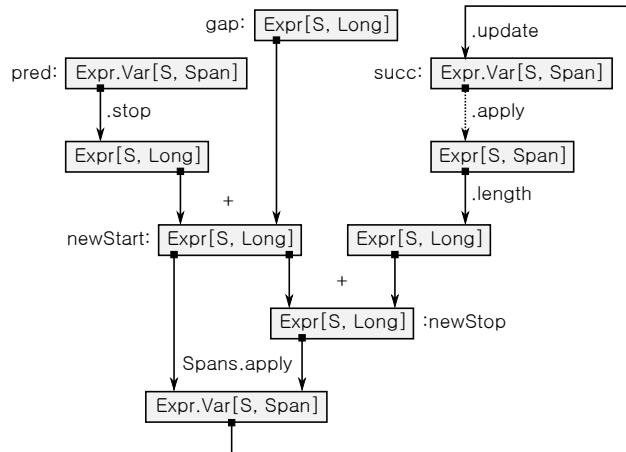 gap: Expr[S, Long]
.update
pred: Expr.Var[S, Span]
succ: Expr.Var[S, Span]
.stop
.apply
Expr[S, Long]
Expr[S, Span]
.length
+
newStart: Expr[S, Long]
Expr[S, Long]
+
Expr[S, Long] :newStop
Spans.apply
Expr.Var[S, Span]